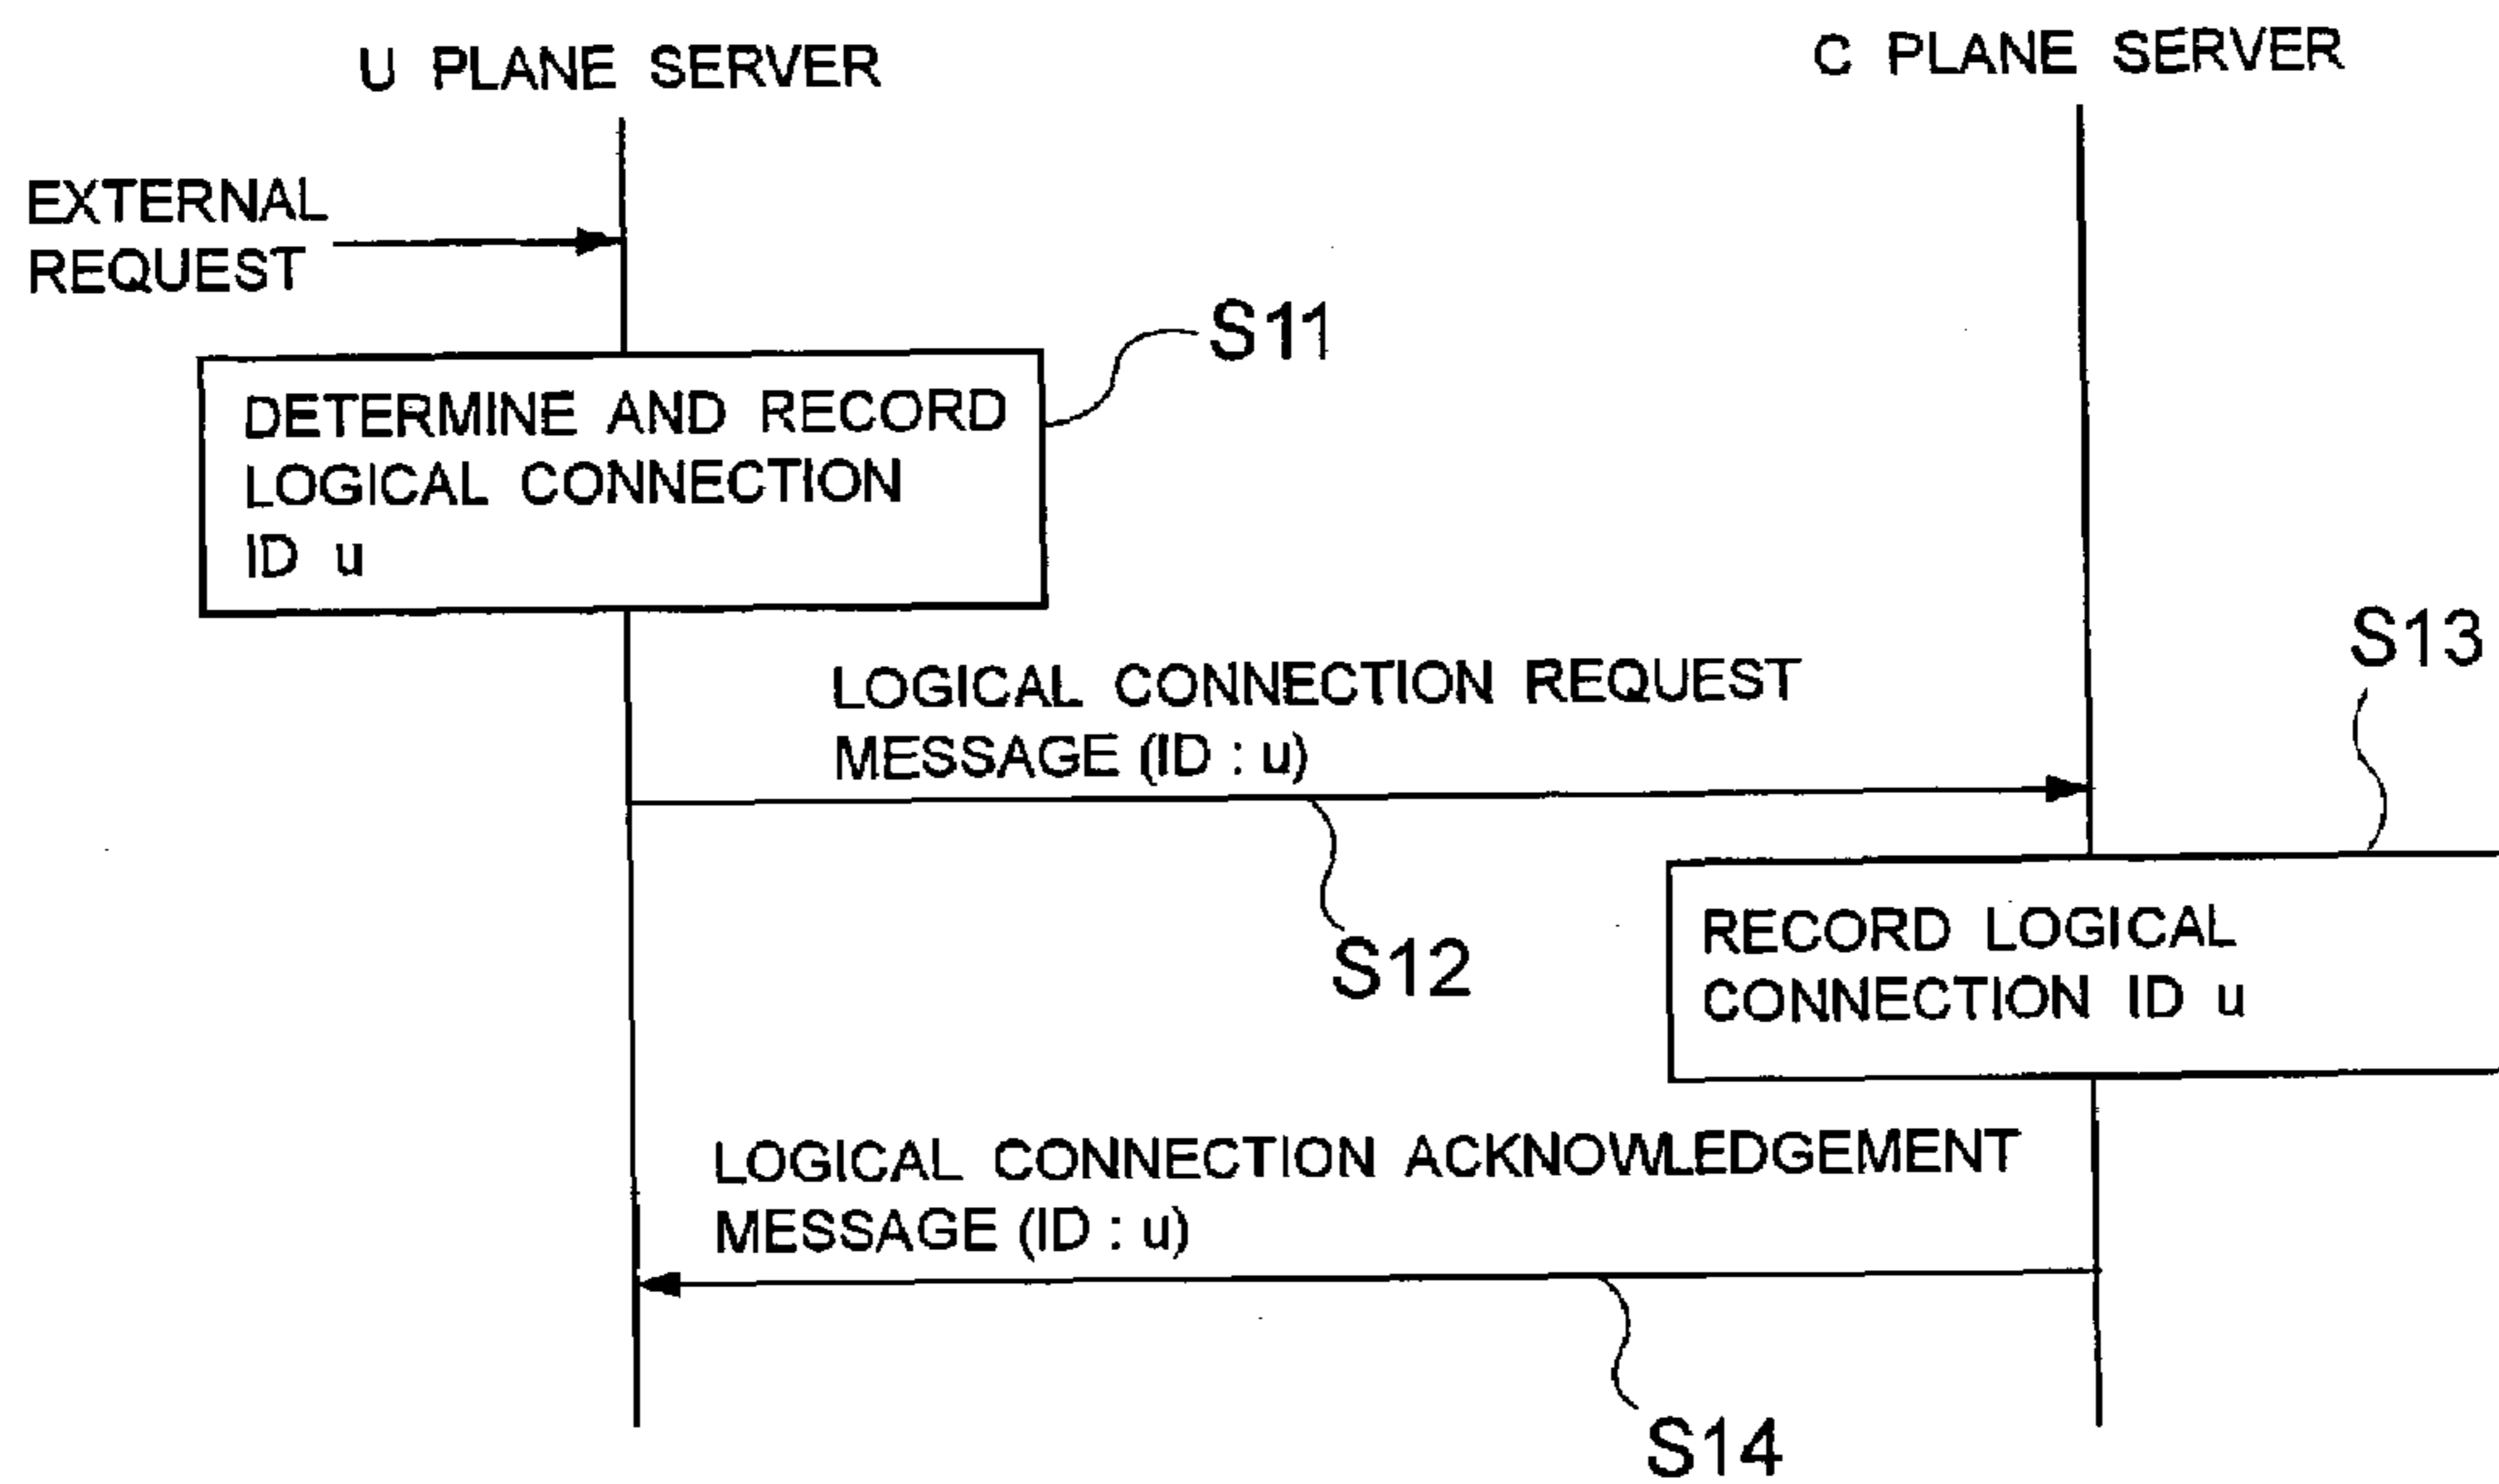 U PLANE SERVER
C PLANE SERVER
EXTERNAL
REQUEST
S11
DETERMINE AND RECORD
LOGICAL CONNECTION
ID u
S13
LOGICAL CONNECTION REQUEST
MESSAGE (ID : u)
S12
RECORD LOGICAL
CONNECTION ID u
LOGICAL CONNECTION ACKNOWLEDGEMENT
MESSAGE (ID : u)
S14